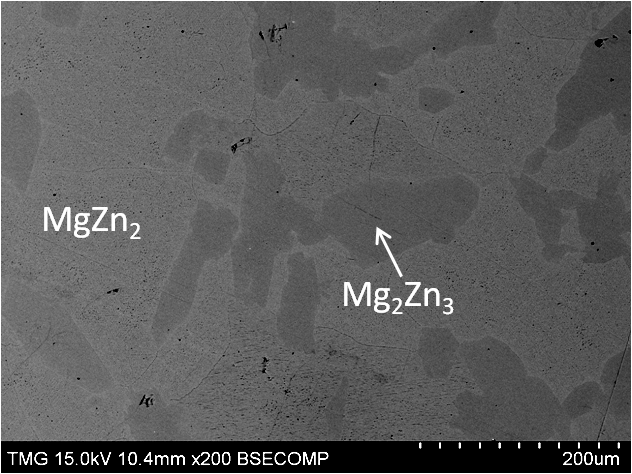 MgZn₂
Mg₂Zn₃
TMG 15.0kV 10.4mm x200 BSECOMP 200um